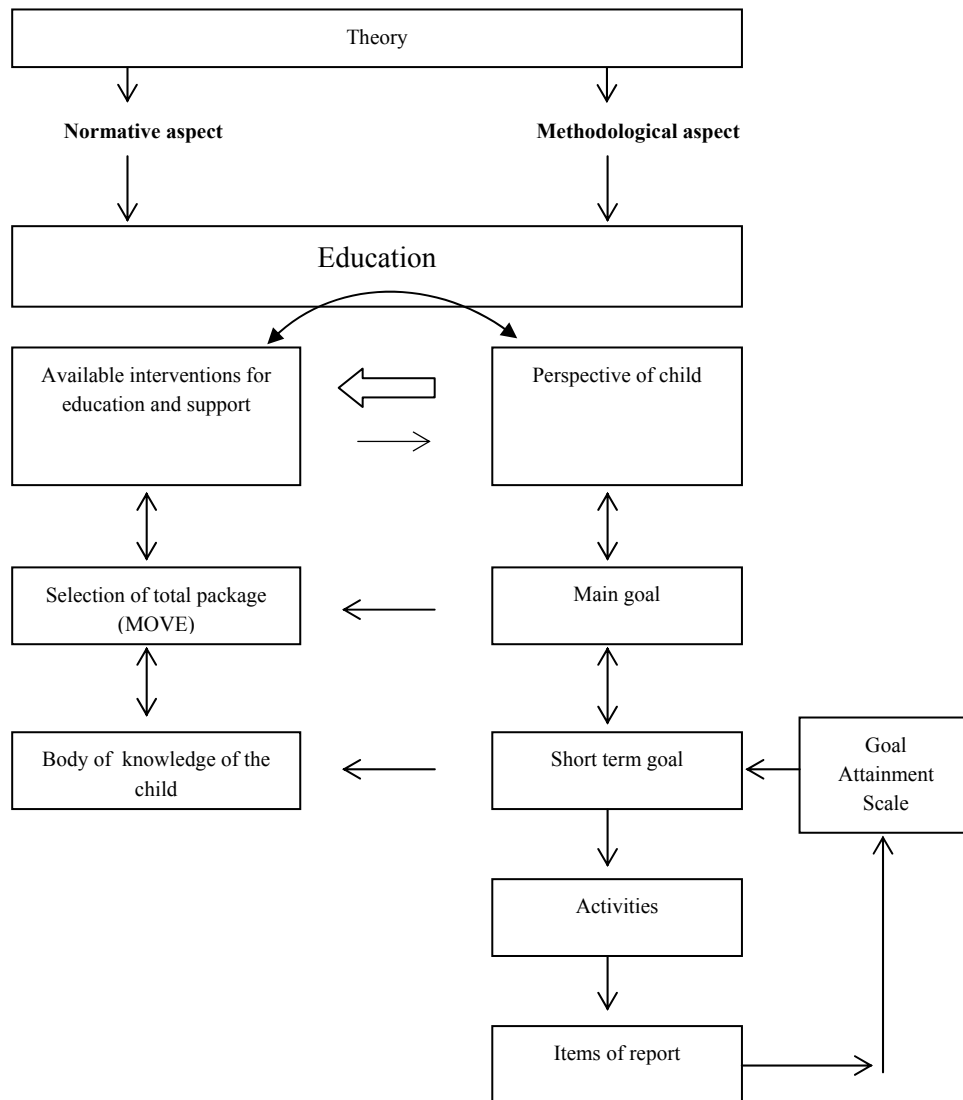 Theory
Normative aspect
Methodological aspect
Education
Available interventions for
education and support
Perspective of child
Selection of total package
(MOVE)
Main goal
Body of knowledge of the
child
Short term goal
Goal
Attainment
Scale
Activities
Items of report